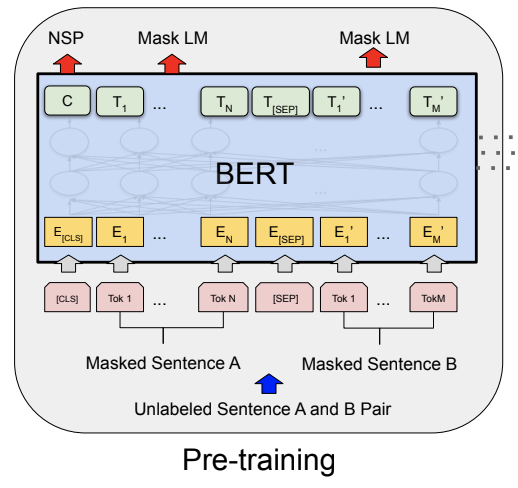 NSP Mask LM Mask LM
C T1 ... TN T[SEP] T1' ... TM'
...
BERT
E[CLS] E1 ... EN E[SEP] E1' ... EM'
[CLS] Tok 1 ... Tok N [SEP] Tok 1 ... TokM
Masked Sentence A Masked Sentence B
Unlabeled Sentence A and B Pair
Pre-training